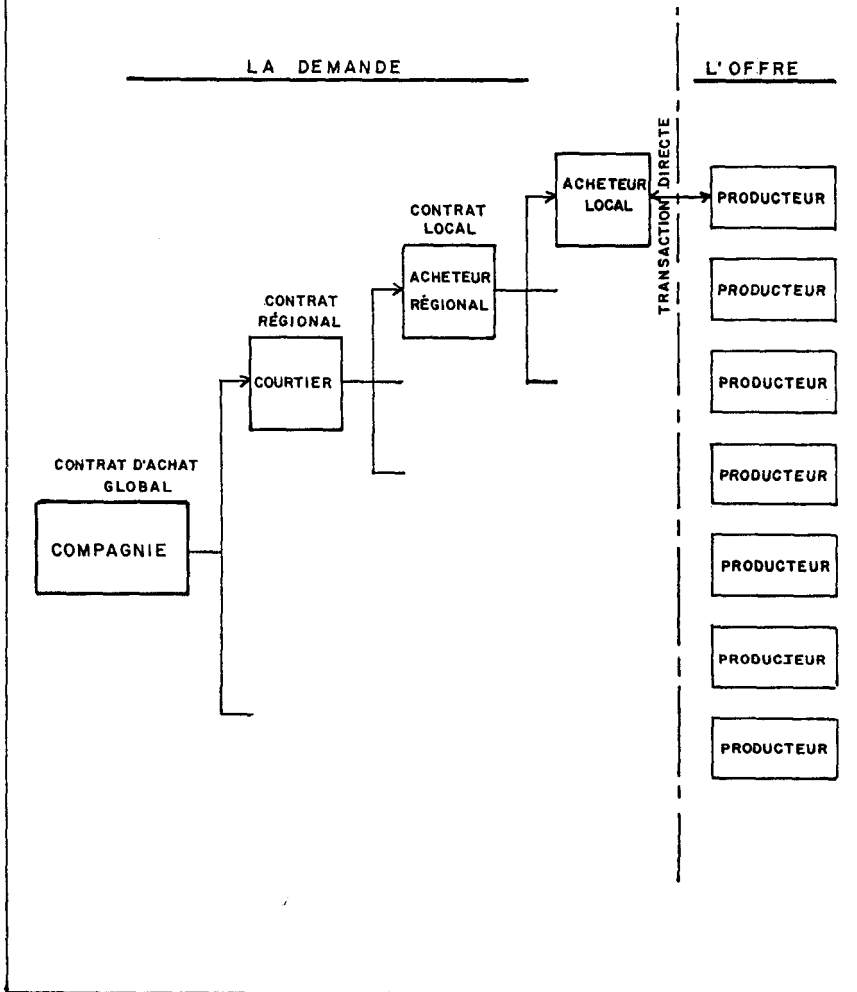 LA DEMANDE
L'OFFRE
TRANSACTION DIRECTE
ACHETEUR
LOCAL
PRODUCTEUR
CONTRAT
LOCAL
ACHETEUR
RÉGIONAL
PRODUCTEUR
CONTRAT
RÉGIONAL
COURTIER
PRODUCTEUR
CONTRAT D'ACHAT
GLOBAL
COMPAGNIE
PRODUCTEUR
PRODUCTEUR
PRODUCTEUR
PRODUCTEUR